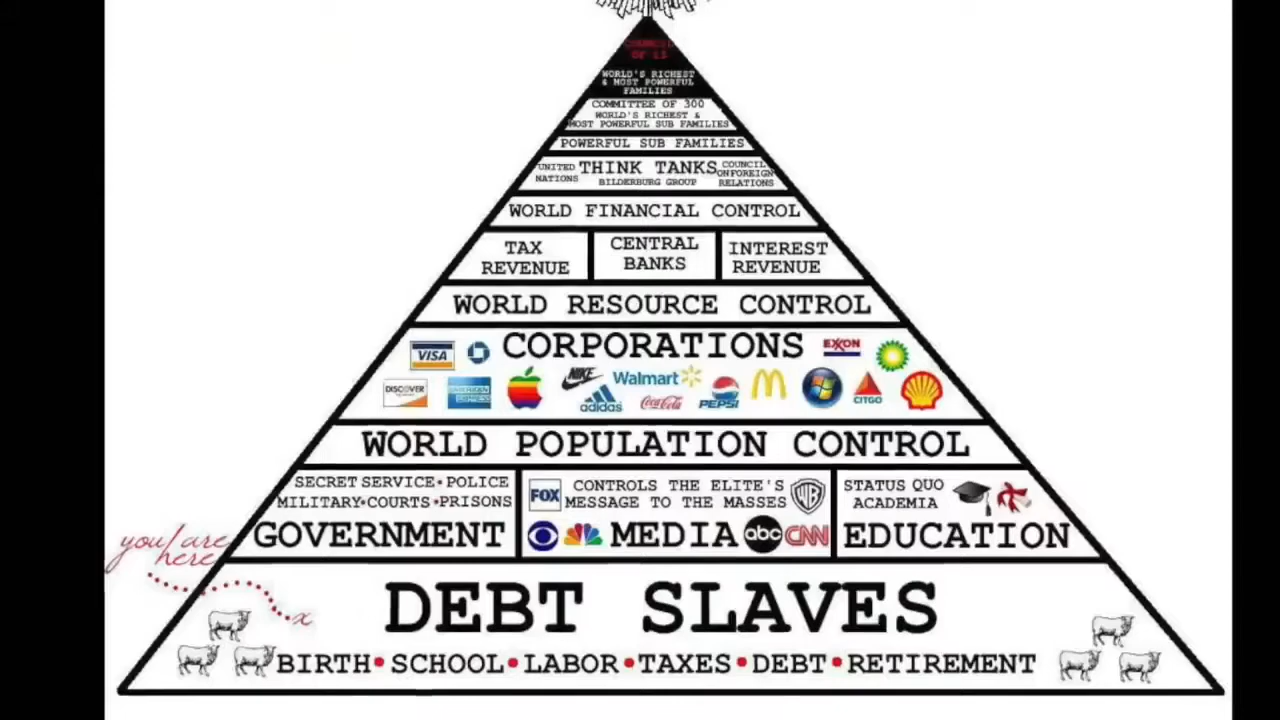 COUNCIL
OF 13
WORLD'S RICHEST
& MOST POWERFUL
FAMILIES
COMMITTEE OF 300
WORLD'S RICHEST &
MOST POWERFUL SUB FAMILIES
POWERFUL SUB FAMILIES
UNITED
NATIONS
THINK TANKS
BILDERBURG GROUP
COUNCIL
ON FOREIGN
RELATIONS
WORLD FINANCIAL CONTROL
TAX
REVENUE
CENTRAL
BANKS
INTEREST
REVENUE
WORLD RESOURCE CONTROL
VISA
CORPORATIONS
EXXON
DISCOVER
AMERICAN
EXPRESS
NIKE
adidas
Walmart
Coca-Cola
PEPSI
M
CITGO
WORLD POPULATION CONTROL
SECRET SERVICE•POLICE
MILITARY•COURTS•PRISONS
GOVERNMENT
FOX
CONTROLS THE ELITE'S
MESSAGE TO THE MASSES
WB
MEDIA
abc
CNN
STATUS QUO
ACADEMIA
EDUCATION
you are
here
x
DEBT SLAVES
BIRTH•SCHOOL•LABOR•TAXES•DEBT•RETIREMENT